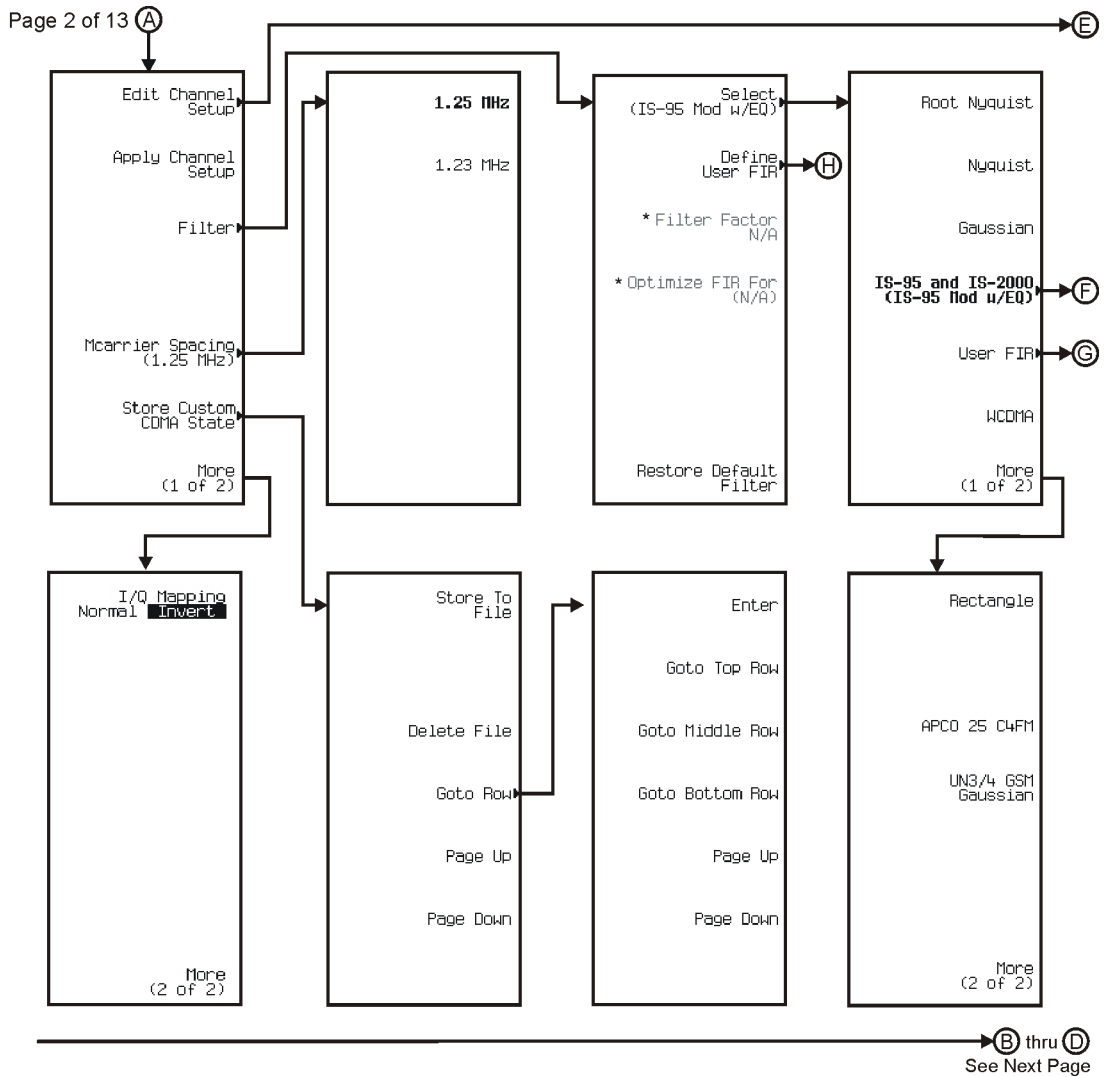 Page 2 of 13 A
E
Edit Channel
Setup
Apply Channel
Setup
Filter
Mcarrier Spacing
(1.25 MHz)
Store Custom
CDMA State
More
(1 of 2)
1.25 MHz
1.23 MHz
Select
(IS-95 Mod w/EQ)
Define
User FIR
H
* Filter Factor
N/A
* Optimize FIR For
(N/A)
Restore Default
Filter
Root Nyquist
Nyquist
Gaussian
IS-95 and IS-2000
(IS-95 Mod w/EQ)
F
User FIR
G
WCDMA
More
(1 of 2)
I/Q Mapping
Normal Invert
More
(2 of 2)
Store To
File
Delete File
Goto Row
Page Up
Page Down
Enter
Goto Top Row
Goto Middle Row
Goto Bottom Row
Page Up
Page Down
Rectangle
APCO 25 C4FM
UN3/4 GSM
Gaussian
More
(2 of 2)
B thru D
See Next Page